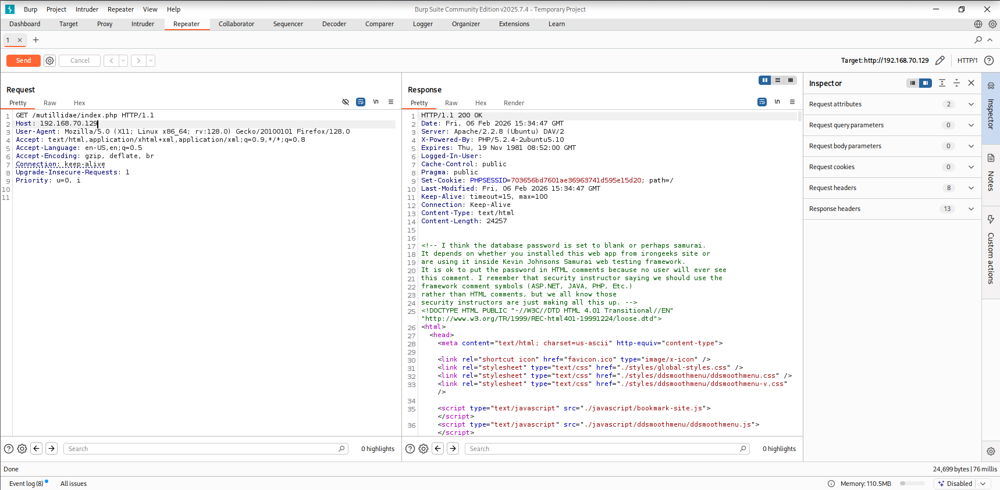 Burp Project Intruder Repeater View Help
Burp Suite Community Edition v2025.7.4 - Temporary Project
Dashboard Target Proxy Intruder Repeater Collaborator Sequencer Decoder Comparer Logger Organizer Extensions Learn
1 × +
Send Cancel < > Target: http://192.168.70.129 HTTP/1 ?
Request
Pretty Raw Hex \n
1 GET /mutillidae/index.php HTTP/1.1
2 Host: 192.168.70.129
3 User-Agent: Mozilla/5.0 (X11; Linux x86_64; rv:128.0) Gecko/20100101 Firefox/128.0
4 Accept: text/html,application/xhtml+xml,application/xml;q=0.9,*/*;q=0.8
5 Accept-Language: en-US,en;q=0.5
6 Accept-Encoding: gzip, deflate, br
7 Connection: keep-alive
8 Upgrade-Insecure-Requests: 1
9 Priority: u=0, i
10
11
Search
0 highlights
Response
Pretty Raw Hex Render \n
1 HTTP/1.1 200 OK
2 Date: Fri, 06 Feb 2026 15:34:47 GMT
3 Server: Apache/2.2.8 (Ubuntu) DAV/2
4 X-Powered-By: PHP/5.2.4-2ubuntu5.10
5 Expires: Thu, 19 Nov 1981 08:52:00 GMT
6 Logged-In-User:
7 Cache-Control: public
8 Pragma: public
9 Set-Cookie: PHPSESSID=703656bd7601ae36963741d595e15d20; path=/
10 Last-Modified: Fri, 06 Feb 2026 15:34:47 GMT
11 Keep-Alive: timeout=15, max=100
12 Connection: Keep-Alive
13 Content-Type: text/html
14 Content-Length: 24257
15
16
17 <!-- I think the database password is set to blank or perhaps samurai.
18 It depends on whether you installed this web app from irongeeks site or
19 are using it inside Kevin Johnsons Samurai web testing framework.
20 It is ok to put the password in HTML comments because no user will ever see
21 this comment. I remember that security instructor saying we should use the
22 framework comment symbols (ASP.NET, JAVA, PHP, Etc.)
23 rather than HTML comments, but we all know those
24 security instructors are just making all this up. -->
25 <!DOCTYPE HTML PUBLIC "-//W3C//DTD HTML 4.01 Transitional//EN"
"http://www.w3.org/TR/1999/REC-html401-19991224/loose.dtd">
26 <html>
27 <head>
28 <meta content="text/html; charset=us-ascii" http-equiv="content-type">
29
30 <link rel="shortcut icon" href="favicon.ico" type="image/x-icon" />
31 <link rel="stylesheet" type="text/css" href="./styles/global-styles.css" />
32 <link rel="stylesheet" type="text/css" href="./styles/ddsmoothmenu/ddsmoothmenu.css" />
33 <link rel="stylesheet" type="text/css" href="./styles/ddsmoothmenu/ddsmoothmenu-v.css"
/>
34
35 <script type="text/javascript" src="./javascript/bookmark-site.js">
</script>
36 <script type="text/javascript" src="./javascript/ddsmoothmenu/ddsmoothmenu.js">
</script>
Search
0 highlights
Inspector
Request attributes 2
Request query parameters 0
Request body parameters 0
Request cookies 0
Request headers 8
Response headers 13
Inspector
Notes
Custom actions
Done
24,699 bytes | 76 millis
Event log (8) All issues
Memory: 110.5MB
Disabled